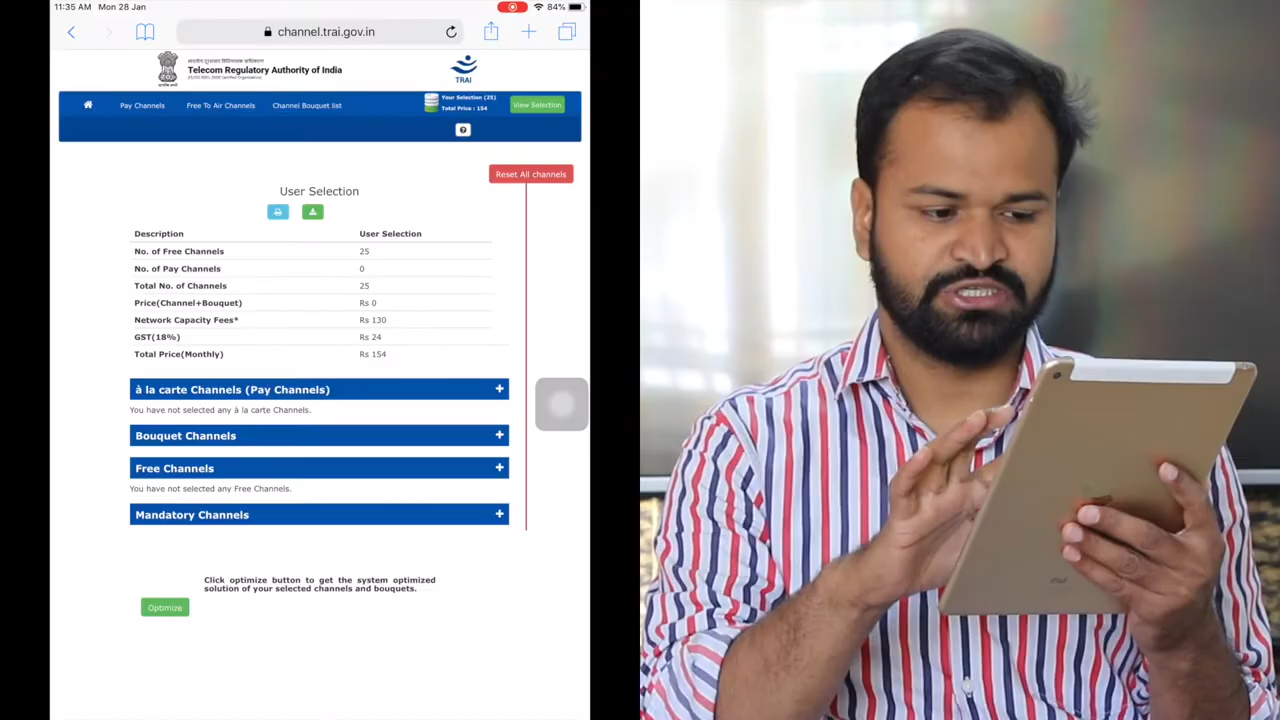 11:35 AM Mon 28 Jan
84%
channel.trai.gov.in
Telecom Regulatory Authority of India
TRAI
Pay Channels
Free To Air Channels
Channel Bouquet list
Your Selection (25)
Total Price : 154
View Selection
Reset All channels
User Selection
Description User Selection
No. of Free Channels 25
No. of Pay Channels 0
Total No. of Channels 25
Price(Channel+Bouquet) Rs 0
Network Capacity Fees* Rs 130
GST(18%) Rs 24
Total Price(Monthly) Rs 154
à la carte Channels (Pay Channels) +
You have not selected any à la carte Channels.
Bouquet Channels +
Free Channels +
You have not selected any Free Channels.
Mandatory Channels +
Click optimize button to get the system optimized
solution of your selected channels and bouquets.
Optimize